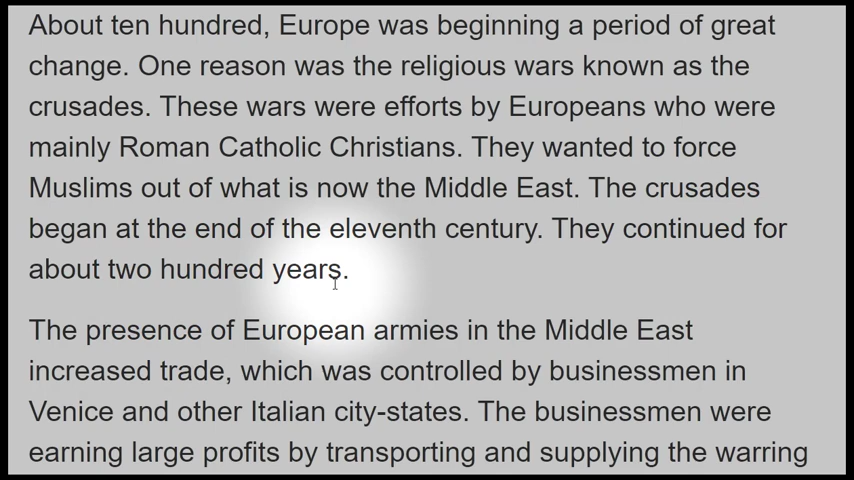 About ten hundred, Europe was beginning a period of great
change. One reason was the religious wars known as the
crusades. These wars were efforts by Europeans who were
mainly Roman Catholic Christians. They wanted to force
Muslims out of what is now the Middle East. The crusades
began at the end of the eleventh century. They continued for
about two hundred years.
The presence of European armies in the Middle East
increased trade, which was controlled by businessmen in
Venice and other Italian city-states. The businessmen were
earning large profits by transporting and supplying the warring